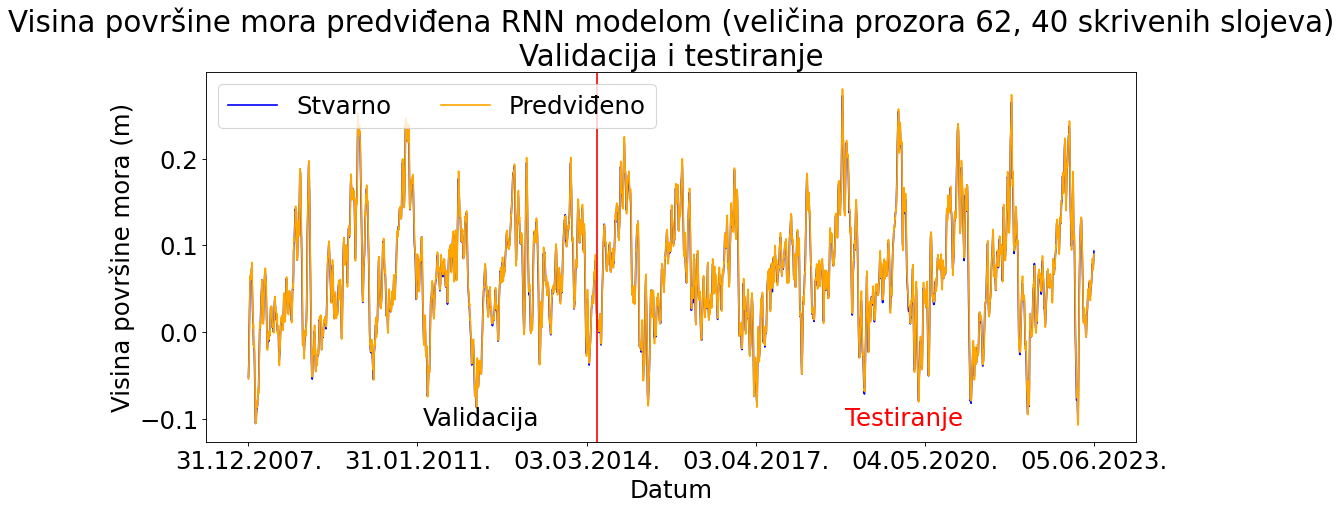 Visina površine mora predviđena RNN modelom (veličina prozora 62, 40 skrivenih slojeva)
Validacija i testiranje
Stvarno Predviđeno
Visina površine mora (m)
0.2
0.1
0.0
−0.1
Validacija Testiranje
31.12.2007. 31.01.2011. 03.03.2014. 03.04.2017. 04.05.2020. 05.06.2023.
Datum